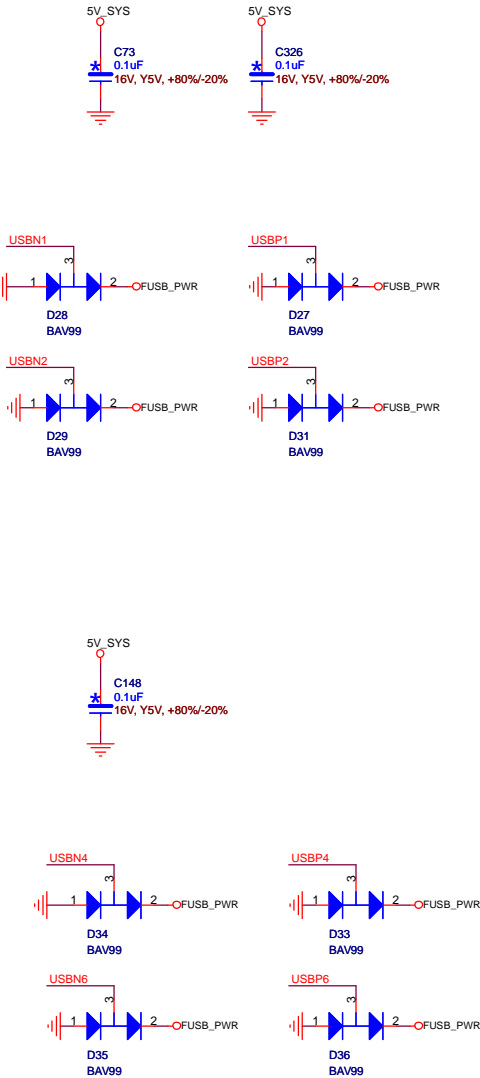 5V_SYS 5V_SYS
C73 C326
0.1uF 0.1uF
16V, Y5V, +80%/-20% 16V, Y5V, +80%/-20%
USBN1 USBP1
3 3
1 2 FUSB_PWR 1 2 FUSB_PWR
D28 D27
BAV99 BAV99
USBN2 USBP2
3 3
1 2 FUSB_PWR 1 2 FUSB_PWR
D29 D31
BAV99 BAV99
5V_SYS
C148
0.1uF
16V, Y5V, +80%/-20%
USBN4 USBP4
3 3
1 2 FUSB_PWR 1 2 FUSB_PWR
D34 D33
BAV99 BAV99
USBN6 USBP6
3 3
1 2 FUSB_PWR 1 2 FUSB_PWR
D35 D36
BAV99 BAV99